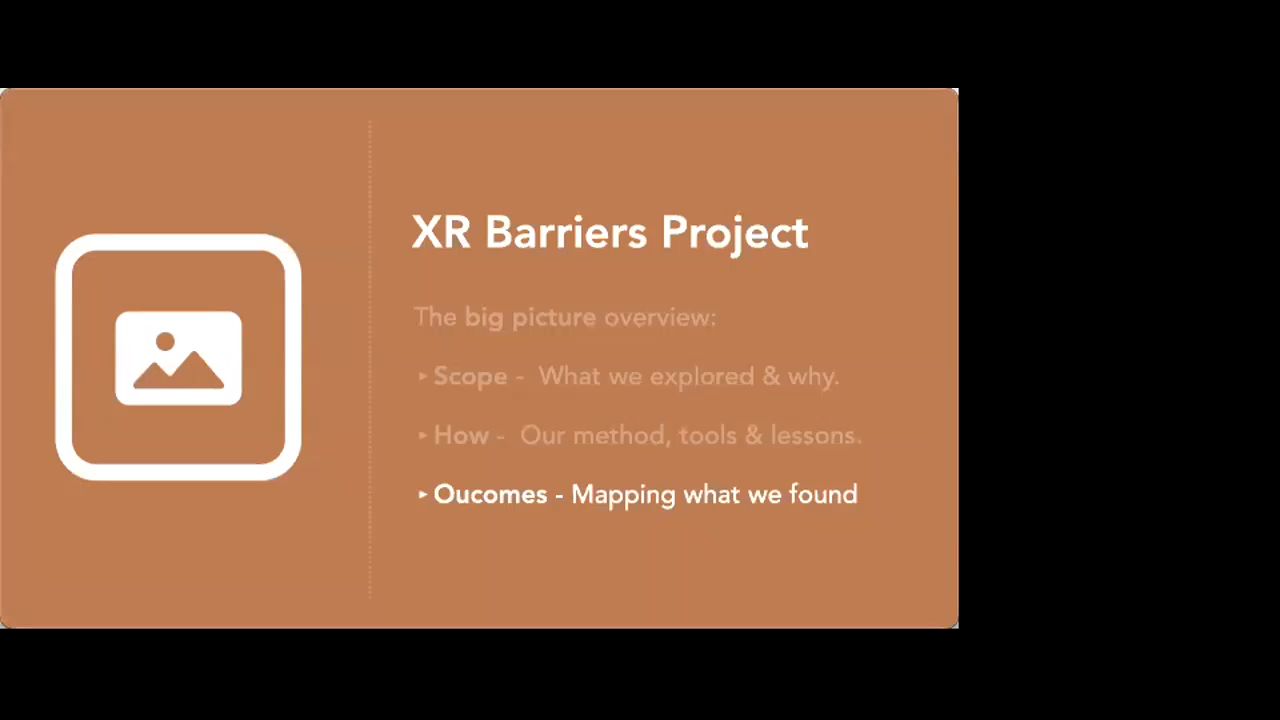 XR Barriers Project
The big picture overview:
▸ Scope - What we explored & why.
▸ How - Our method, tools & lessons.
▸ Oucomes - Mapping what we found